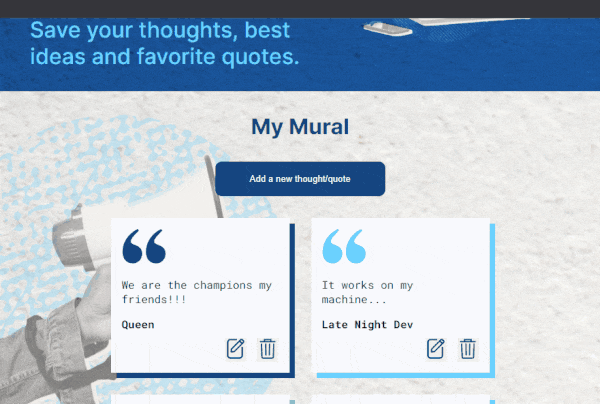 Save your thoughts, best
ideas and favorite quotes.
My Mural
Add a new thought/quote
We are the champions my
friends!!!
Queen
It works on my
machine...
Late Night Dev